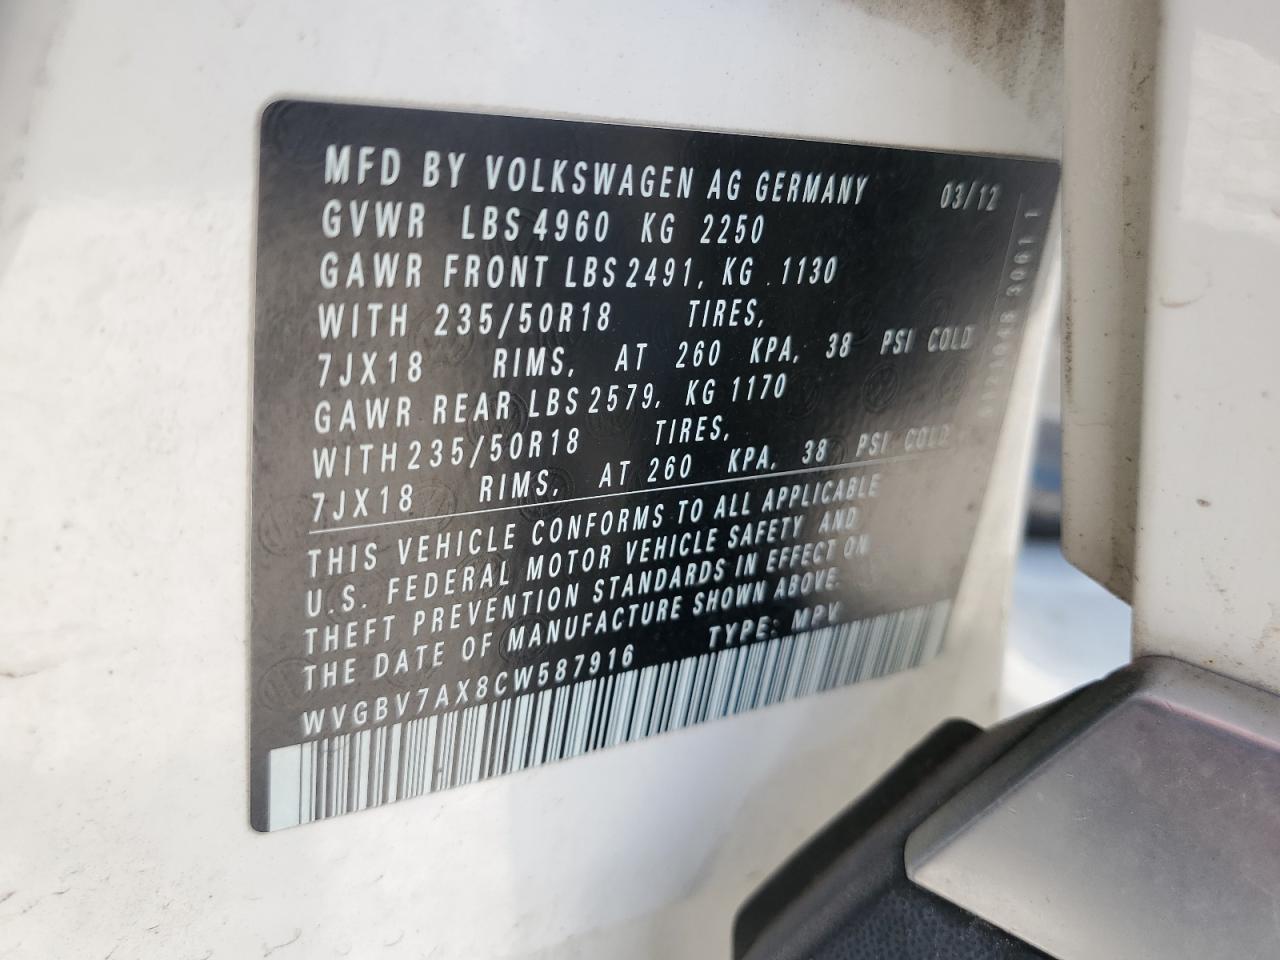 MFD BY VOLKSWAGEN AG GERMANY 03/12
GVWR LBS 4960 KG 2250
GAWR FRONT LBS 2491, KG 1130
WITH 235/50R18 TIRES,
7JX18 RIMS, AT 260 KPA, 38 PSI COLD
GAWR REAR LBS 2579, KG 1170
WITH 235/50R18 TIRES,
7JX18 RIMS, AT 260 KPA, 38 PSI COLD
THIS VEHICLE CONFORMS TO ALL APPLICABLE
U.S. FEDERAL MOTOR VEHICLE SAFETY AND
THEFT PREVENTION STANDARDS IN EFFECT ON
THE DATE OF MANUFACTURE SHOWN ABOVE.
WVGBV7AX8CW587916 TYPE: MPV